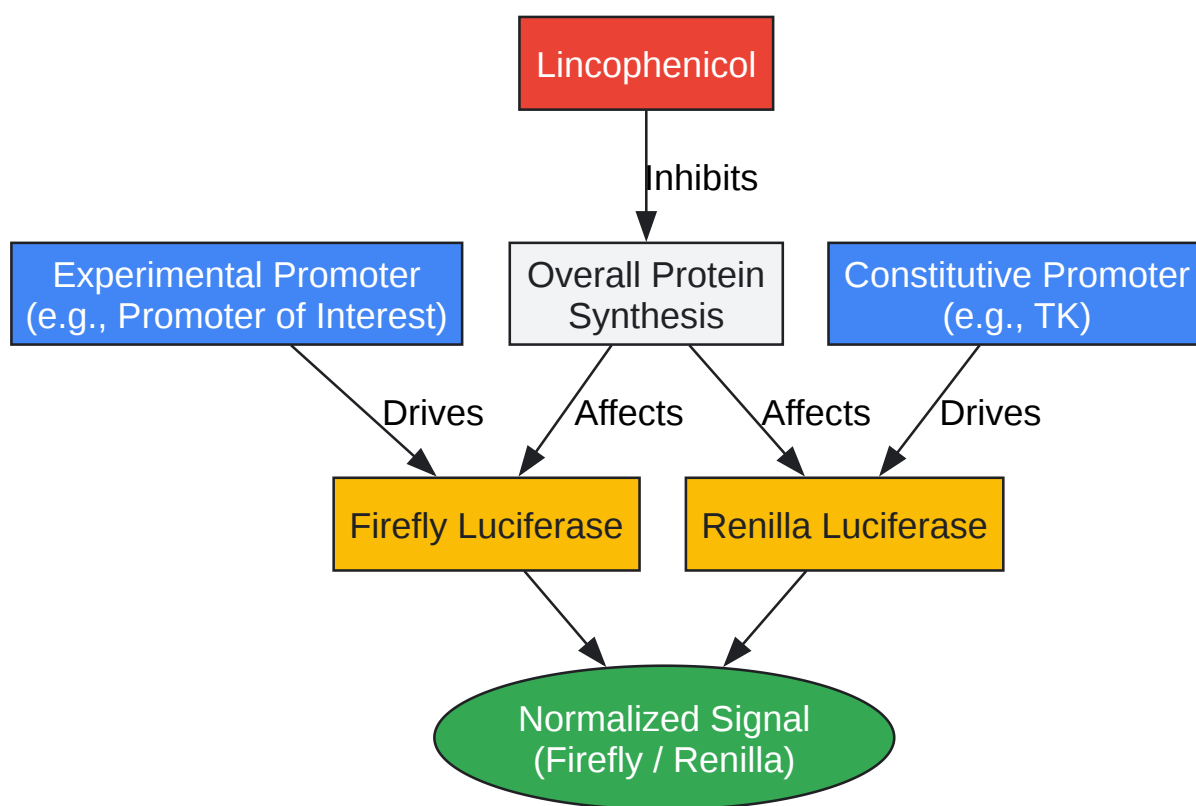 Lincophenicol
Inhibits
Experimental Promoter
(e.g., Promoter of Interest)
Overall Protein
Synthesis
Constitutive Promoter
(e.g., TK)
Drives
Affects
Affects
Drives
Firefly Luciferase
Renilla Luciferase
Normalized Signal
(Firefly / Renilla)